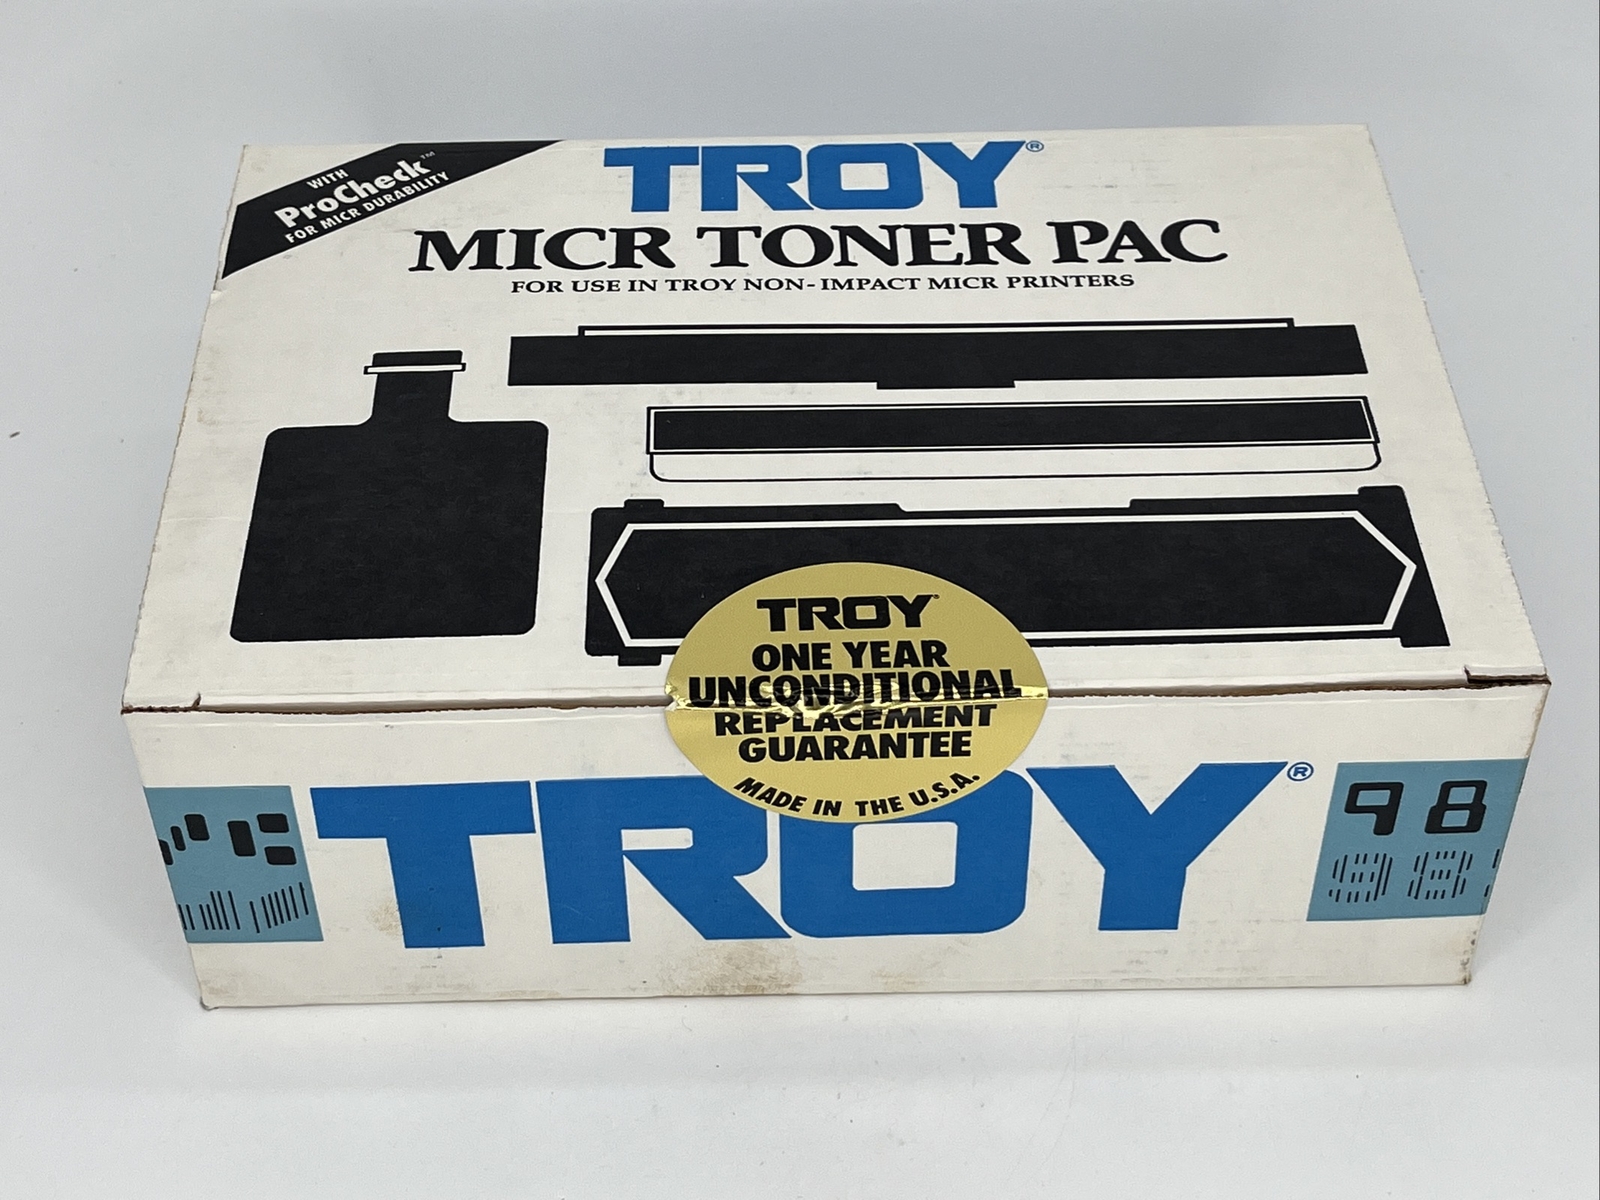 WITH
ProCheck™
FOR MICR DURABILITY
TROY®
MICR TONER PAC
FOR USE IN TROY NON-IMPACT MICR PRINTERS
TROY®
ONE YEAR
UNCONDITIONAL
REPLACEMENT
GUARANTEE
MADE IN THE U.S.A.
TROY®
98
98